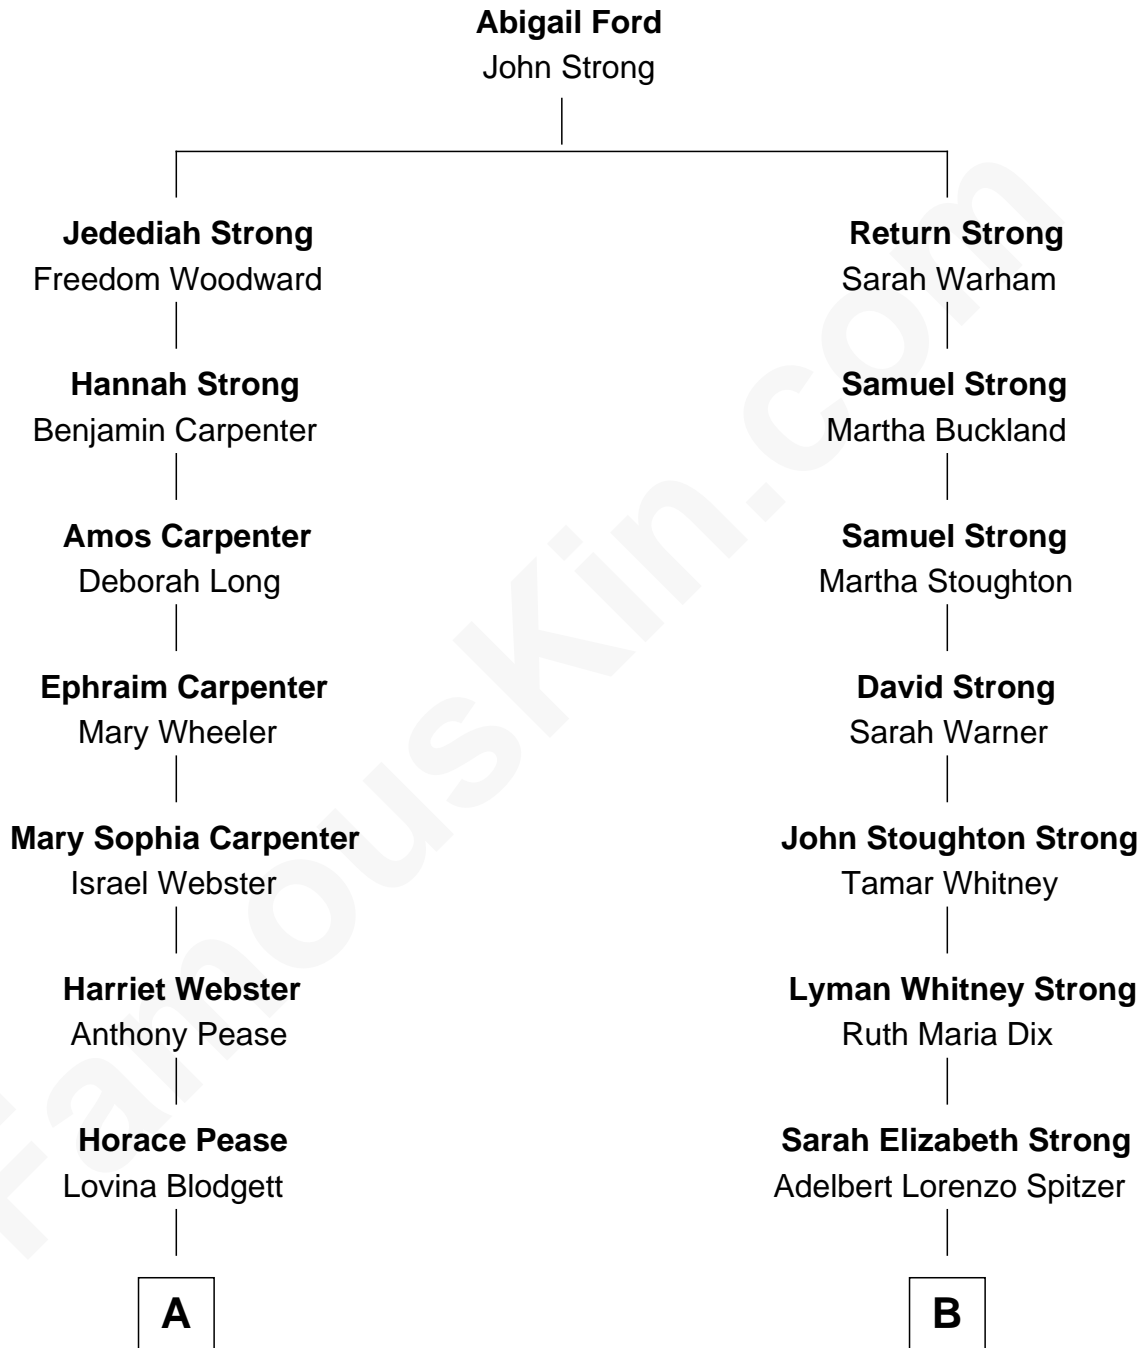 Abigail Ford
John Strong
Jedediah Strong
Freedom Woodward
Return Strong
Sarah Warham
Hannah Strong
Benjamin Carpenter
Samuel Strong
Martha Buckland
Amos Carpenter
Deborah Long
Samuel Strong
Martha Stoughton
Ephraim Carpenter
Mary Wheeler
David Strong
Sarah Warner
Mary Sophia Carpenter
Israel Webster
John Stoughton Strong
Tamar Whitney
Harriet Webster
Anthony Pease
Lyman Whitney Strong
Ruth Maria Dix
Horace Pease
Lovina Blodgett
Sarah Elizabeth Strong
Adelbert Lorenzo Spitzer
A
B
FamousKin.com